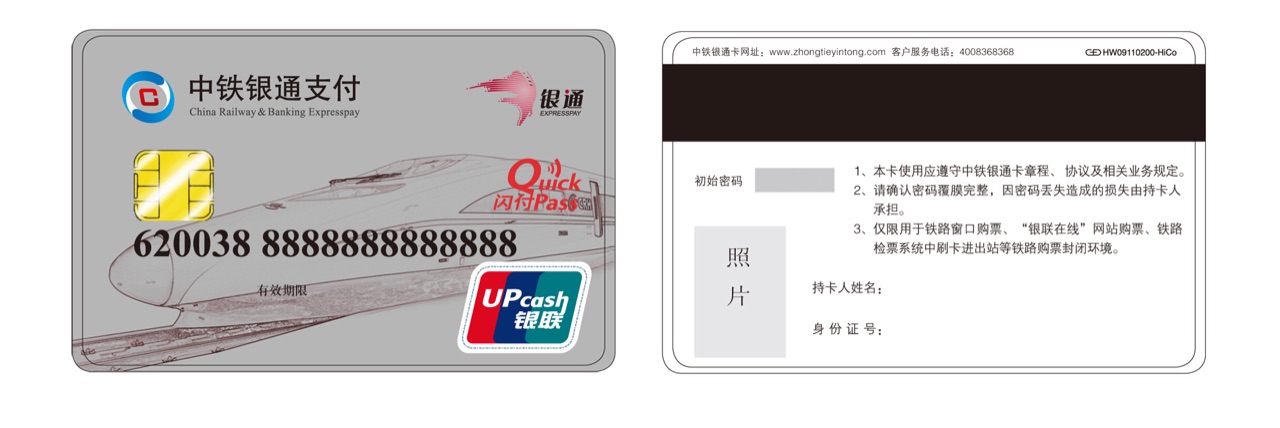 中铁银通支付
China Railway & Banking Expresspay
银通
EXPRESSPAY
Quick
闪付Pass
CRH
620038 8888888888888
有效期限
UPcash
银联
中铁银通卡网址：www.zhongtieyintong.com 客户服务电话：4008368368
HW09110200-HiCo
初始密码
1、本卡使用应遵守中铁银通卡章程、协议及相关业务规定。
2、请确认密码覆膜完整，因密码丢失造成的损失由持卡人
承担。
3、仅限用于铁路窗口购票、“银联在线”网站购票、铁路
检票系统中刷卡进出站等铁路购票封闭环境。
照
片
持卡人姓名：
身份证号：